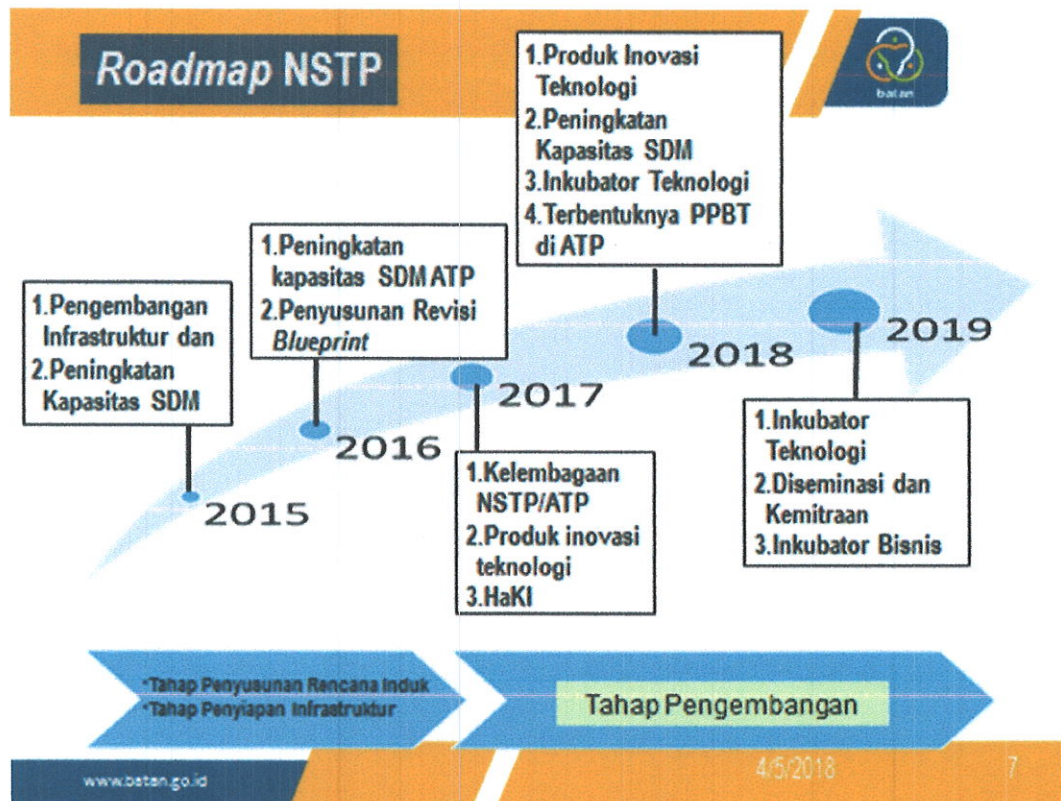 Roadmap NSTP
batan
1.Pengembangan
Infrastruktur dan
2.Peningkatan
Kapasitas SDM
2015
1.Peningkatan
kapasitas SDM ATP
2.Penyusunan Revisi
Blueprint
2016
2017
1.Kelembagaan
NSTP/ATP
2.Produk inovasi
teknologi
3.HaKI
1.Produk Inovasi
Teknologi
2.Peningkatan
Kapasitas SDM
3.Inkubator Teknologi
4.Terbentuknya PPBT
di ATP
2018
2019
1.Inkubator
Teknologi
2.Diseminasi dan
Kemitraan
3.Inkubator Bisnis
•Tahap Penyusunan Rencana Induk
•Tahap Penyiapan Infrastruktur
Tahap Pengembangan
www.batan.go.id
4/5/2018
7